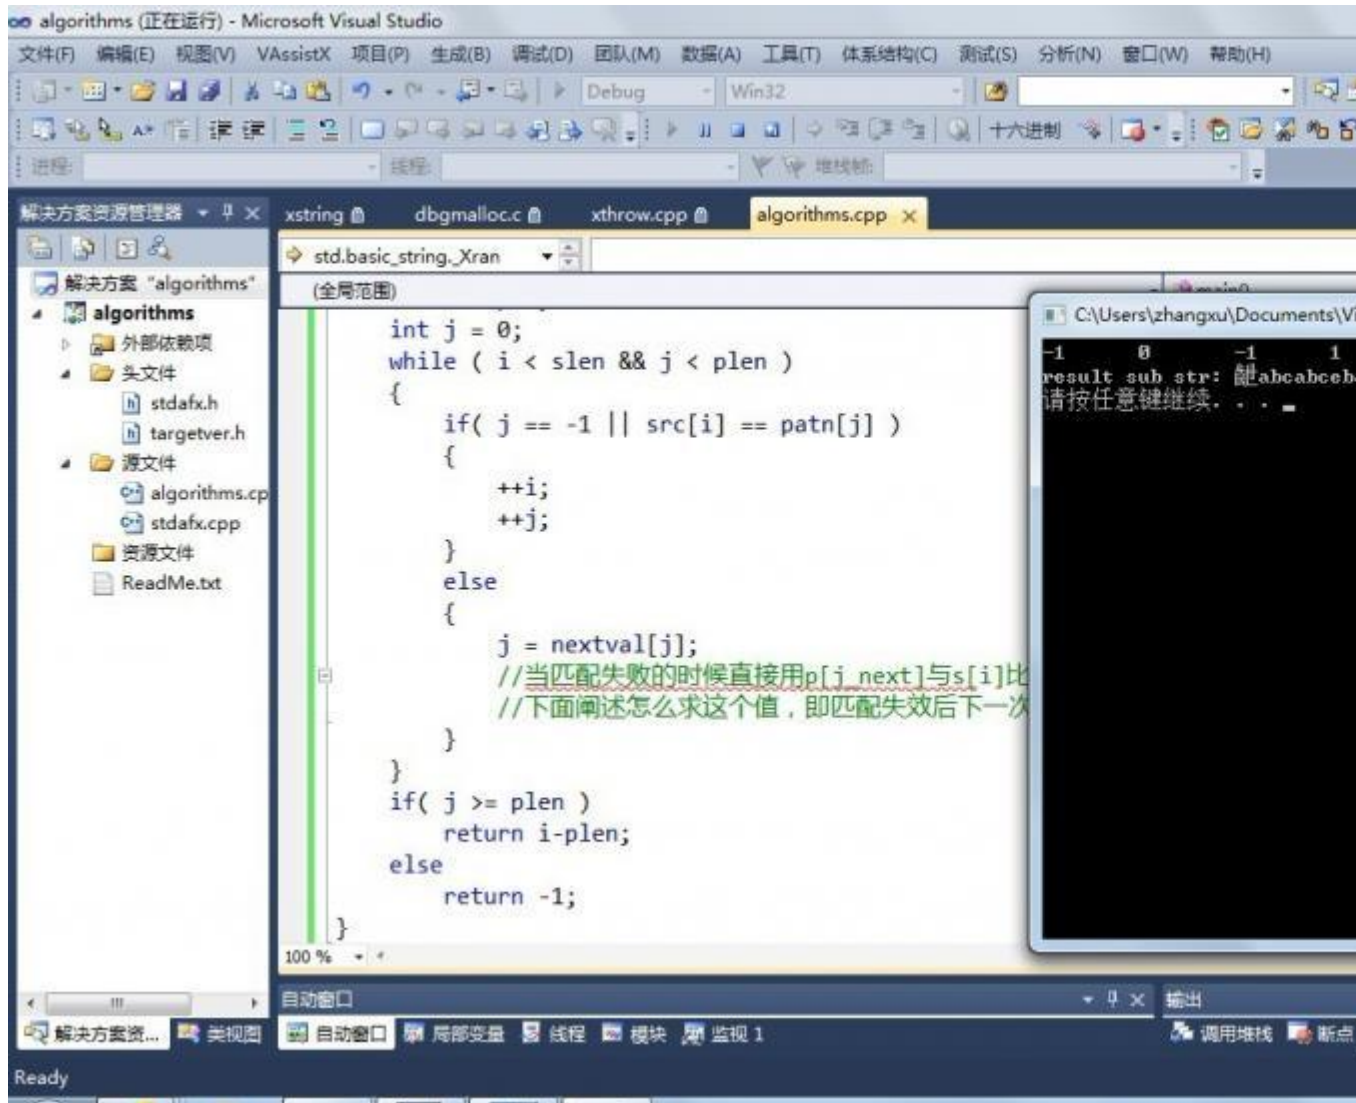 algorithms (正在运行) - Microsoft Visual Studio
文件(F) 编辑(E) 视图(V) VAssistX 项目(P) 生成(B) 调试(D) 团队(M) 数据(A) 工具(T) 体系结构(C) 测试(S) 分析(N) 窗口(W) 帮助(H)
Debug Win32
十六进制
进程: 线程: 堆栈帧:
解决方案资源管理器
xstring dbgmalloc.c xthrow.cpp algorithms.cpp
std.basic_string._Xran
(全局范围)
解决方案 "algorithms"
algorithms
外部依赖项
头文件
stdafx.h
targetver.h
源文件
algorithms.cp
stdafx.cpp
资源文件
ReadMe.txt
int j = 0;
while ( i < slen && j < plen )
{
if( j == -1 || src[i] == patn[j] )
{
++i;
++j;
}
else
{
j = nextval[j];
//当匹配失败的时候直接用p[j_next]与s[i]比
//下面阐述怎么求这个值，即匹配失效后下一次
}
}
if( j >= plen )
return i-plen;
else
return -1;
}
100 %
C:\Users\zhangxu\Documents\Vi
-1 0 -1 1
result sub str: abcabceb
请按任意键继续. . .
自动窗口
输出
解决方案资... 类视图
自动窗口 局部变量 线程 模块 监视 1
调用堆栈 断点
Ready